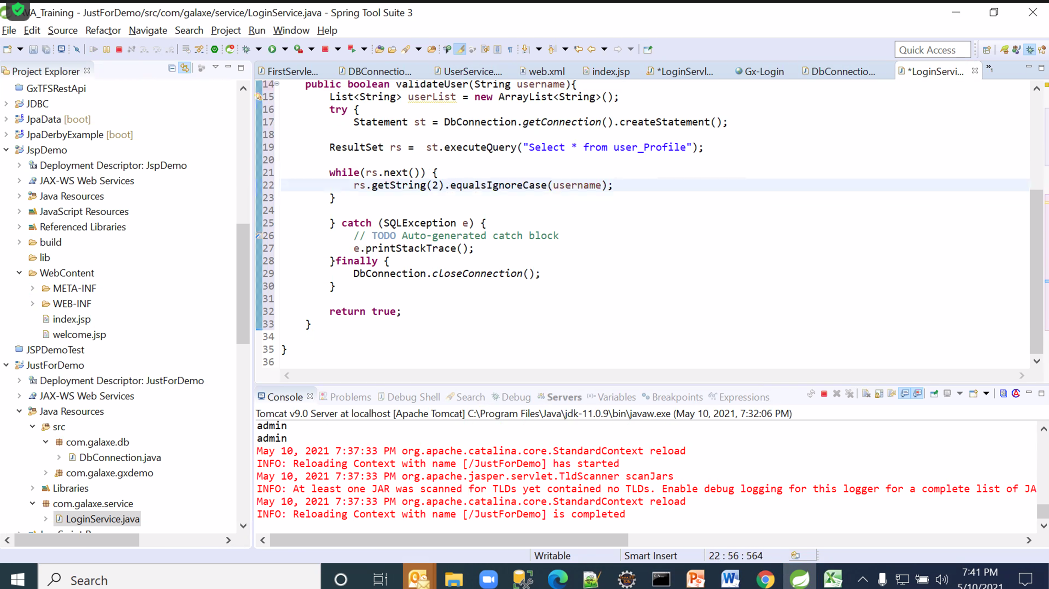 A_Training - JustForDemo/src/com/galaxe/service/LoginService.java - Spring Tool Suite 3
File Edit Source Refactor Navigate Search Project Run Window Help
Quick Access
Project Explorer
FirstServle...
DBConnectio...
UserService....
web.xml
index.jsp
*LoginServl...
Gx-Login
DbConnectio...
*LoginServi...
GxTFSRestApi
JDBC
JpaData [boot]
JpaDerbyExample [boot]
JspDemo
Deployment Descriptor: JspDemo
JAX-WS Web Services
Java Resources
JavaScript Resources
Referenced Libraries
build
lib
WebContent
META-INF
WEB-INF
index.jsp
welcome.jsp
JSPDemoTest
JustForDemo
Deployment Descriptor: JustForDemo
JAX-WS Web Services
Java Resources
src
com.galaxe.db
DbConnection.java
com.galaxe.gxdemo
Libraries
com.galaxe.service
LoginService.java
14 public boolean validateUser(String username){
15 List<String> userList = new ArrayList<String>();
16 try {
17 Statement st = DbConnection.getConnection().createStatement();
18
19 ResultSet rs = st.executeQuery("Select * from user_Profile");
20
21 while(rs.next()) {
22 rs.getString(2).equalsIgnoreCase(username);
23 }
24
25 } catch (SQLException e) {
26 // TODO Auto-generated catch block
27 e.printStackTrace();
28 }finally {
29 DbConnection.closeConnection();
30 }
31
32 return true;
33 }
34
35 }
36
Console Problems Debug Shell Search Debug Servers Variables Breakpoints Expressions
Tomcat v9.0 Server at localhost [Apache Tomcat] C:\Program Files\Java\jdk-11.0.9\bin\javaw.exe (May 10, 2021, 7:32:06 PM)
admin
admin
May 10, 2021 7:37:33 PM org.apache.catalina.core.StandardContext reload
INFO: Reloading Context with name [/JustForDemo] has started
May 10, 2021 7:37:33 PM org.apache.jasper.servlet.TldScanner scanJars
INFO: At least one JAR was scanned for TLDs yet contained no TLDs. Enable debug logging for this logger for a complete list of JA
May 10, 2021 7:37:33 PM org.apache.catalina.core.StandardContext reload
INFO: Reloading Context with name [/JustForDemo] is completed
Writable
Smart Insert
22 : 56 : 564
Search
7:41 PM
5/10/2021